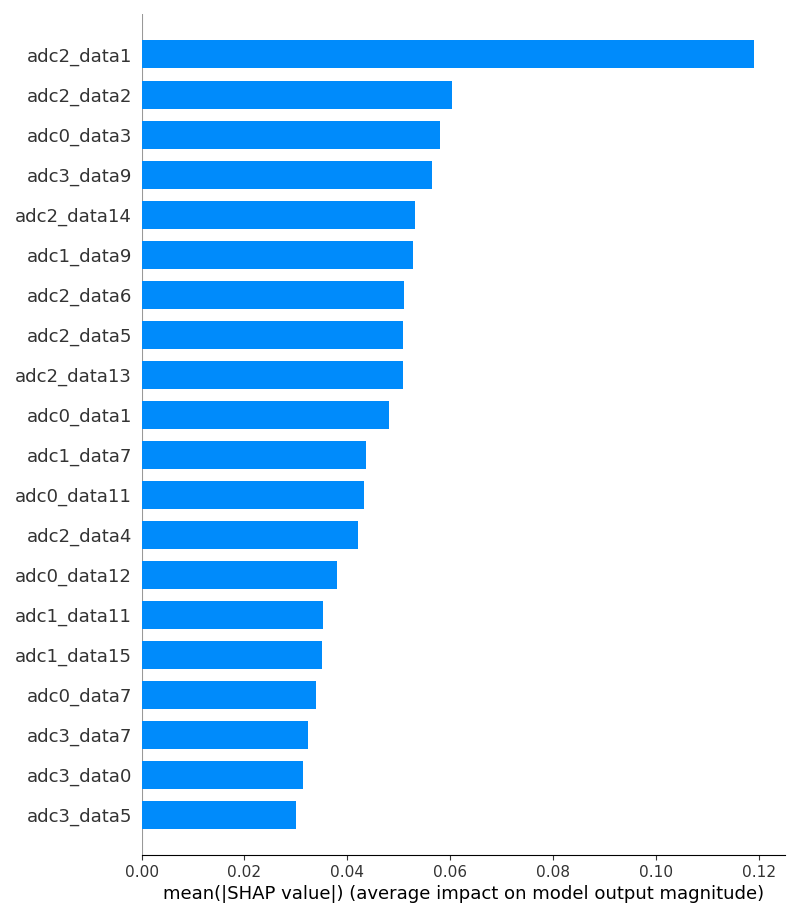 adc2_data1
adc2_data2
adc0_data3
adc3_data9
adc2_data14
adc1_data9
adc2_data6
adc2_data5
adc2_data13
adc0_data1
adc1_data7
adc0_data11
adc2_data4
adc0_data12
adc1_data11
adc1_data15
adc0_data7
adc3_data7
adc3_data0
adc3_data5
0.00 0.02 0.04 0.06 0.08 0.10 0.12
mean(|SHAP value|) (average impact on model output magnitude)